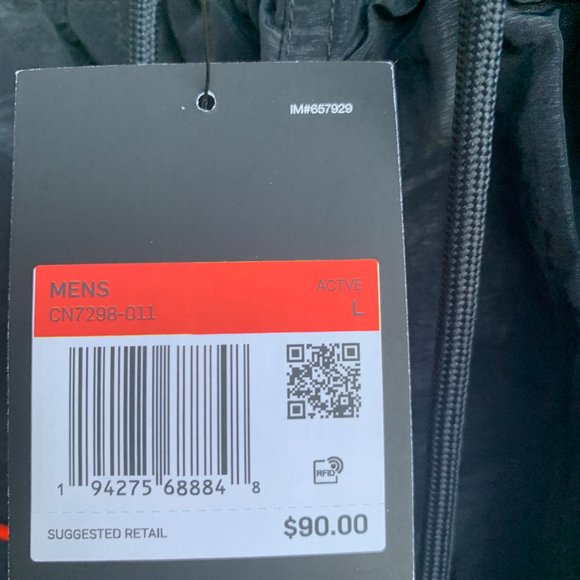 IM#657929
MENS ACTVE
CN7298-011 L
1 94275 68884 8
RFID
SUGGESTED RETAIL $90.00